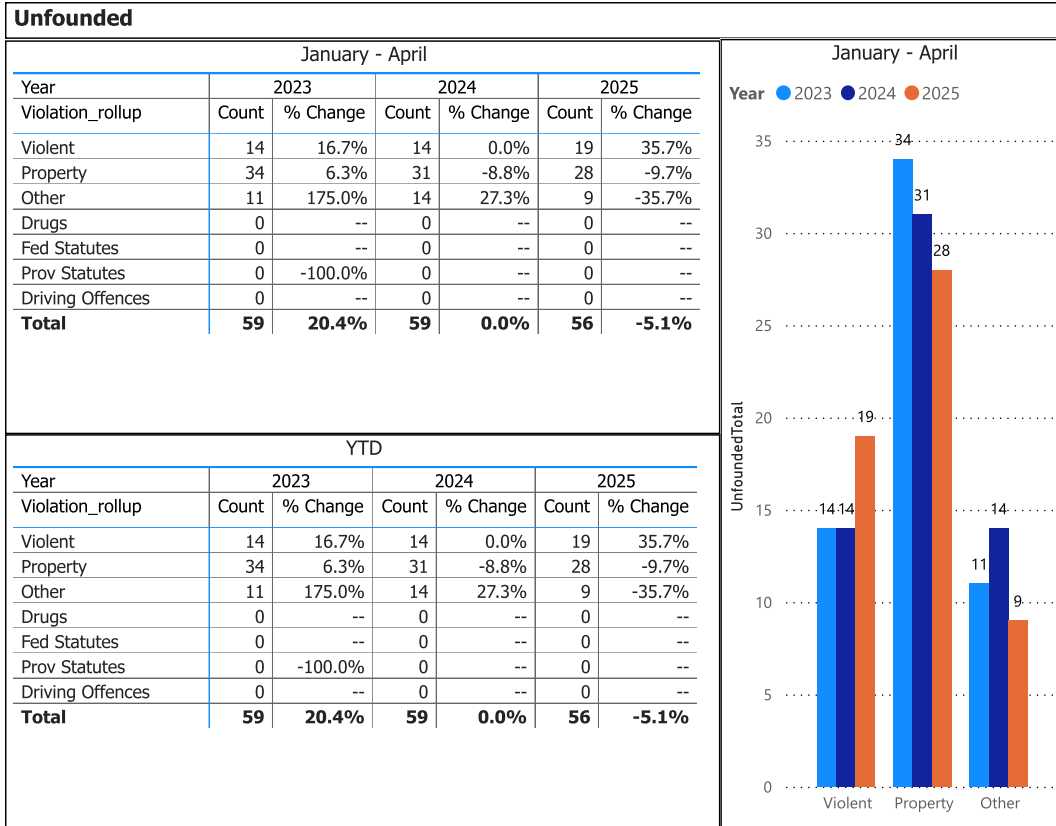 Unfounded
January - April
Year 2023 2024 2025
Violation_rollup Count % Change Count % Change Count % Change
Violent 14 16.7% 14 0.0% 19 35.7%
Property 34 6.3% 31 -8.8% 28 -9.7%
Other 11 175.0% 14 27.3% 9 -35.7%
Drugs 0 -- 0 -- 0 --
Fed Statutes 0 -- 0 -- 0 --
Prov Statutes 0 -100.0% 0 -- 0 --
Driving Offences 0 -- 0 -- 0 --
Total 59 20.4% 59 0.0% 56 -5.1%
YTD
Year 2023 2024 2025
Violation_rollup Count % Change Count % Change Count % Change
Violent 14 16.7% 14 0.0% 19 35.7%
Property 34 6.3% 31 -8.8% 28 -9.7%
Other 11 175.0% 14 27.3% 9 -35.7%
Drugs 0 -- 0 -- 0 --
Fed Statutes 0 -- 0 -- 0 --
Prov Statutes 0 -100.0% 0 -- 0 --
Driving Offences 0 -- 0 -- 0 --
Total 59 20.4% 59 0.0% 56 -5.1%
January - April
Year 2023 2024 2025
UnfoundedTotal
35
30
25
20
15
10
5
0
14 14 19
34 31 28
11 14 9
Violent Property Other